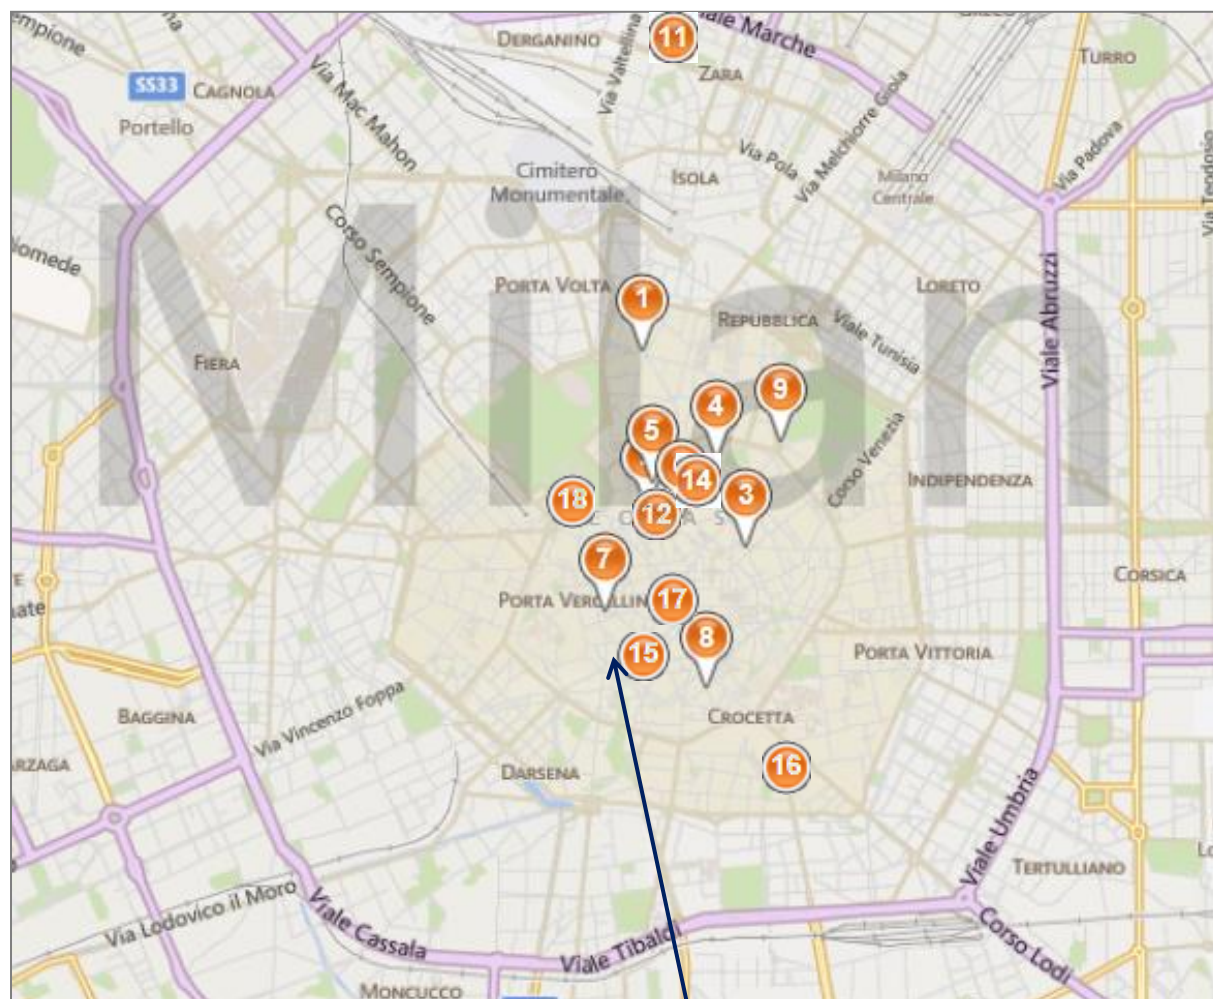 Sempione
Via Valtellina
11
Viale Marche
DERGANINO
ZARA
TURRO
SS33
CAGNOLA
Portello
Via Mac Mahon
Via Melchiorre Gioia
Via Padova
Via Pola
Cimitero
Monumentale
ISOLA
Milano
Centrale
Via Teodosio
Corso Sempione
Milan
PORTA VOLTA
1
LORETO
REPUBBLICA
Viale Tunisia
Viale Abruzzi
FIERA
9
4
5
Corso Venezia
INDIPENDENZA
14
3
18
12
7
CORSICA
17
8
15
PORTA VITTORIA
BAGGINA
Via Vincenzo Foppa
CROCETTA
DARSENA
16
Viale Umbria
TERTULLIANO
Via Lodovico il Moro
Viale Cassala
Viale Tibaldi
Corso Lodi
MONCUCCO